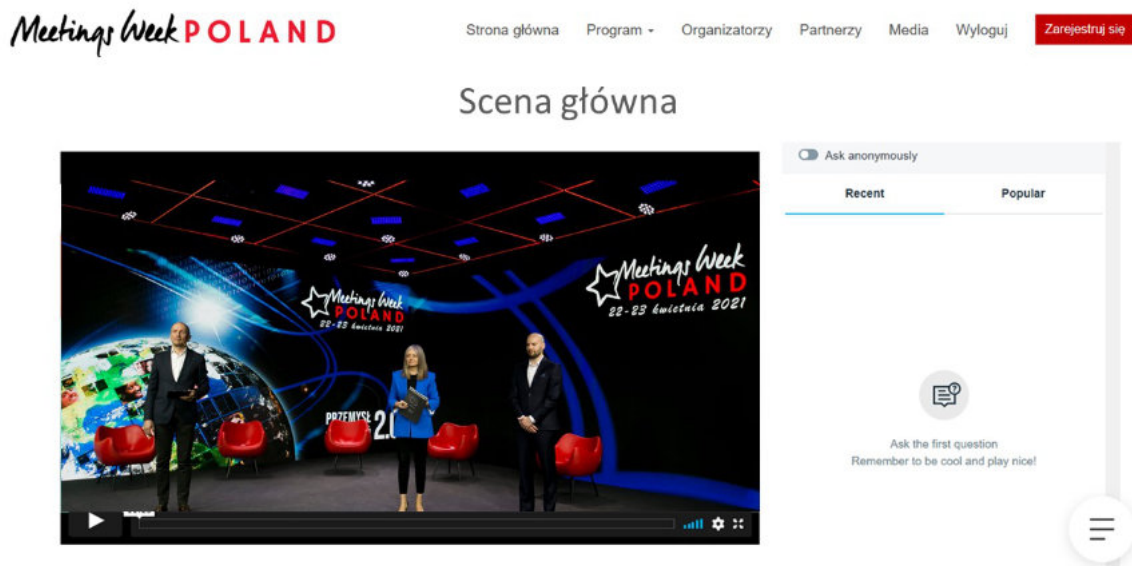 Meetings Week POLAND
Strona główna Program Organizatorzy Partnerzy Media Wyloguj Zarejestruj się
Scena główna
Meetings Week
POLAND
22-23 kwietnia 2021
Meetings Week
POLAND
22-23 kwietnia 2021
PRZEMYSŁ
Ask anonymously
Recent Popular
Ask the first question
Remember to be cool and play nice!